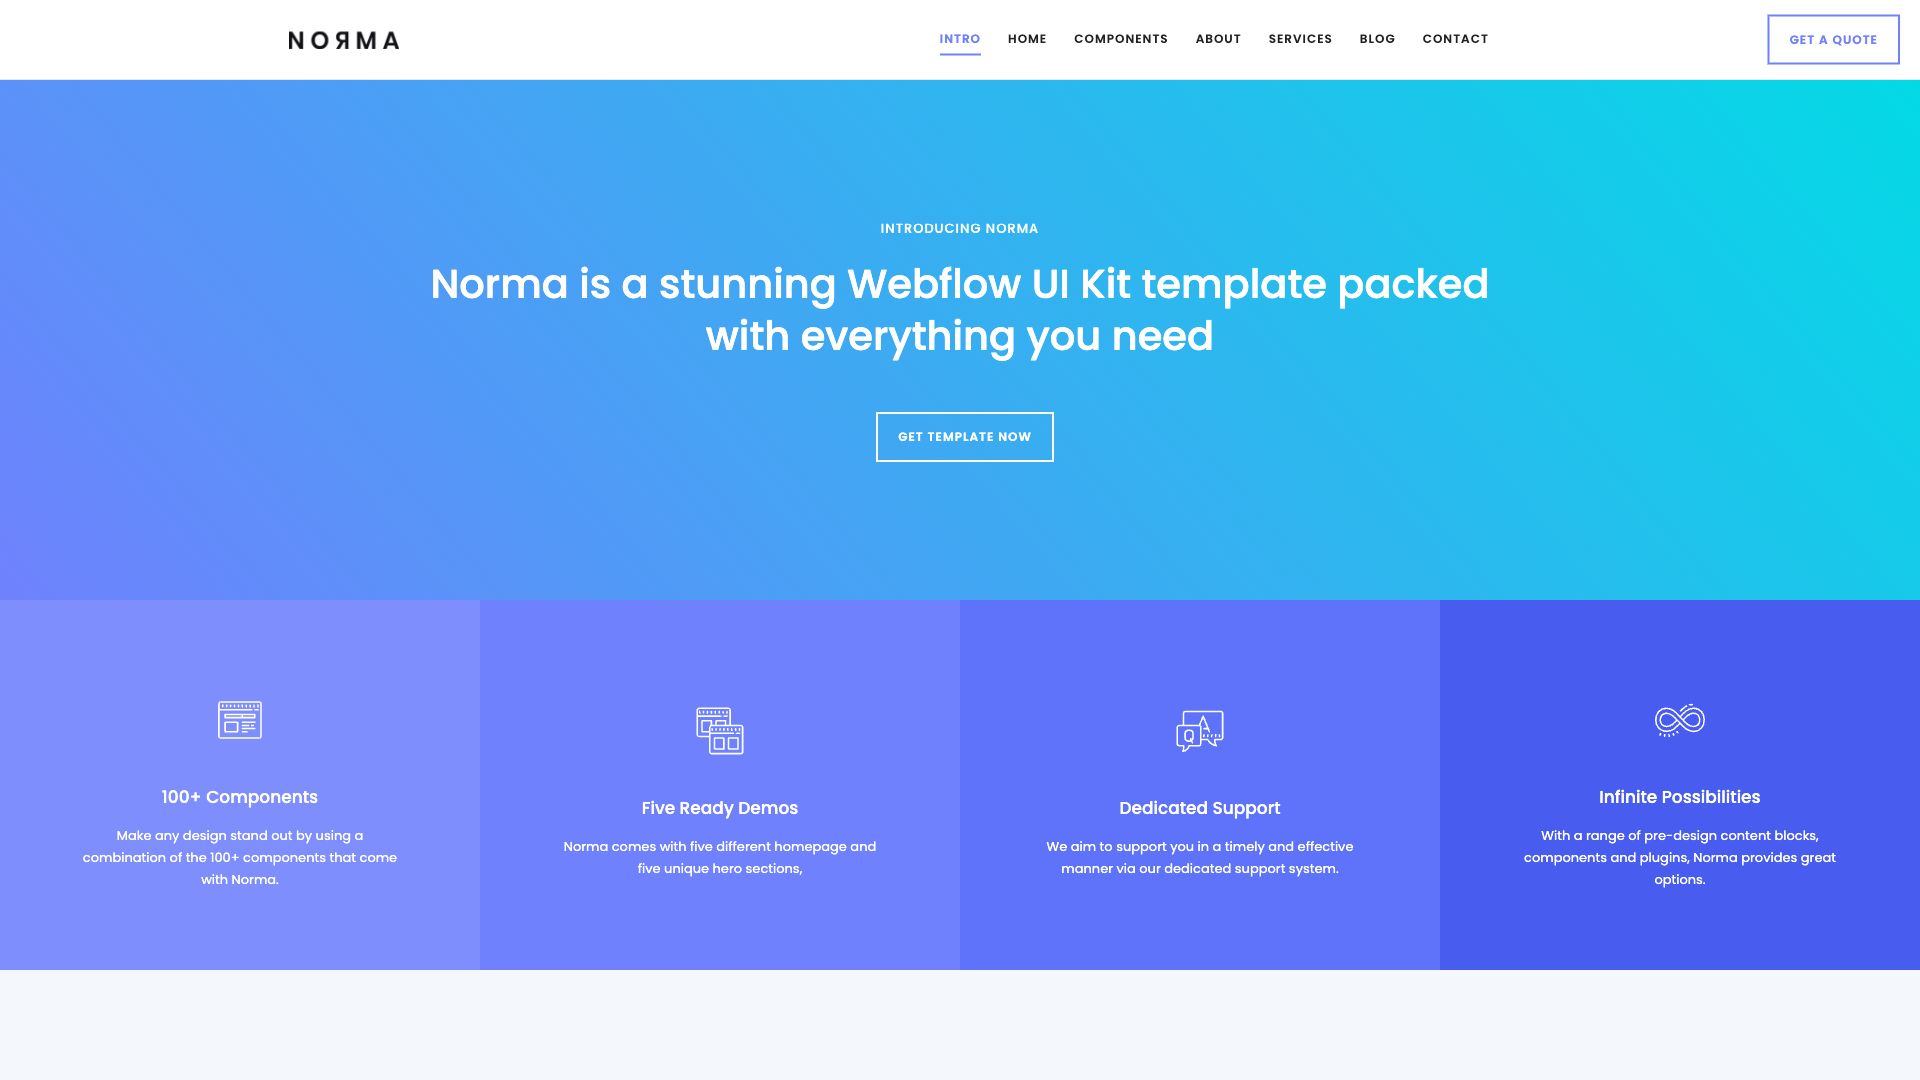 NOЯMA
INTRO
HOME
COMPONENTS
ABOUT
SERVICES
BLOG
CONTACT
GET A QUOTE
INTRODUCING NORMA
Norma is a stunning Webflow UI Kit template packed
with everything you need
GET TEMPLATE NOW
100+ Components
Make any design stand out by using a
combination of the 100+ components that come
with Norma.
Five Ready Demos
Norma comes with five different homepage and
five unique hero sections,
Q A
Dedicated Support
We aim to support you in a timely and effective
manner via our dedicated support system.
Infinite Possibilities
With a range of pre-design content blocks,
components and plugins, Norma provides great
options.